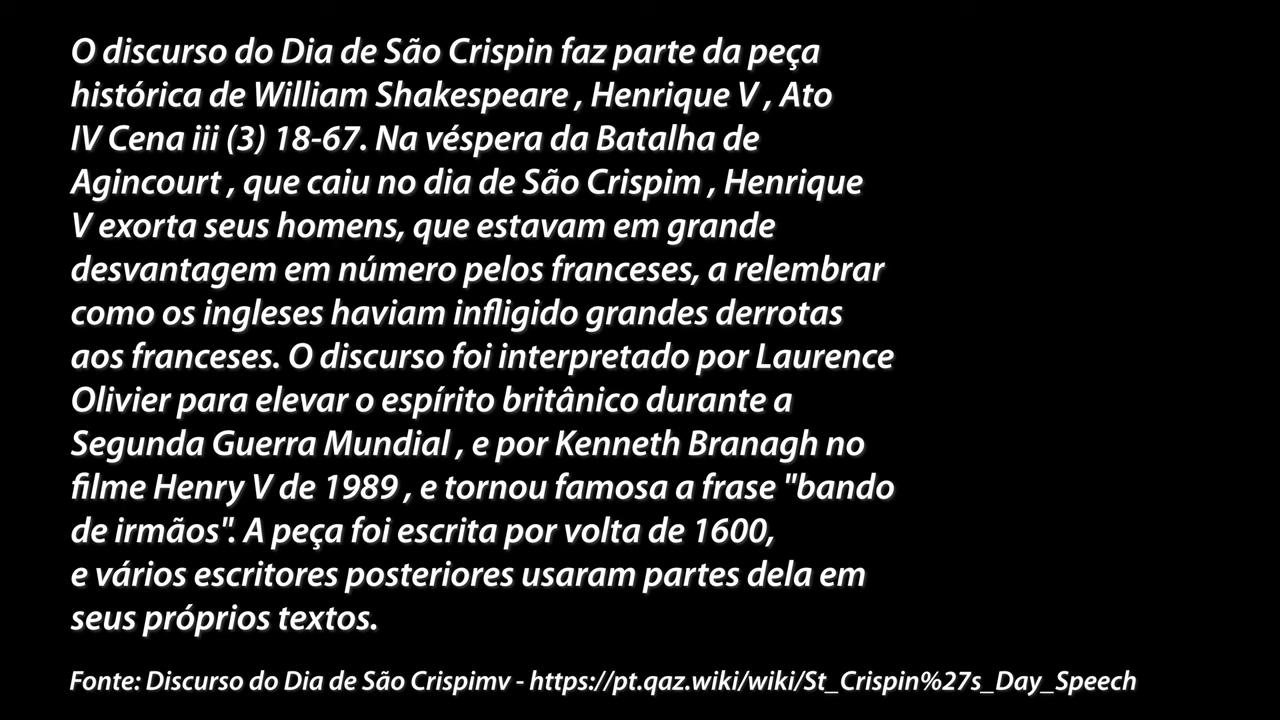 O discurso do Dia de São Crispin faz parte da peça
histórica de William Shakespeare , Henrique V , Ato
IV Cena iii (3) 18-67. Na véspera da Batalha de
Agincourt , que caiu no dia de São Crispim , Henrique
V exorta seus homens, que estavam em grande
desvantagem em número pelos franceses, a relembrar
como os ingleses haviam infligido grandes derrotas
aos franceses. O discurso foi interpretado por Laurence
Olivier para elevar o espírito britânico durante a
Segunda Guerra Mundial , e por Kenneth Branagh no
filme Henry V de 1989 , e tornou famosa a frase "bando
de irmãos". A peça foi escrita por volta de 1600,
e vários escritores posteriores usaram partes dela em
seus próprios textos.
Fonte: Discurso do Dia de São Crispimv - https://pt.qaz.wiki/wiki/St_Crispin%27s_Day_Speech